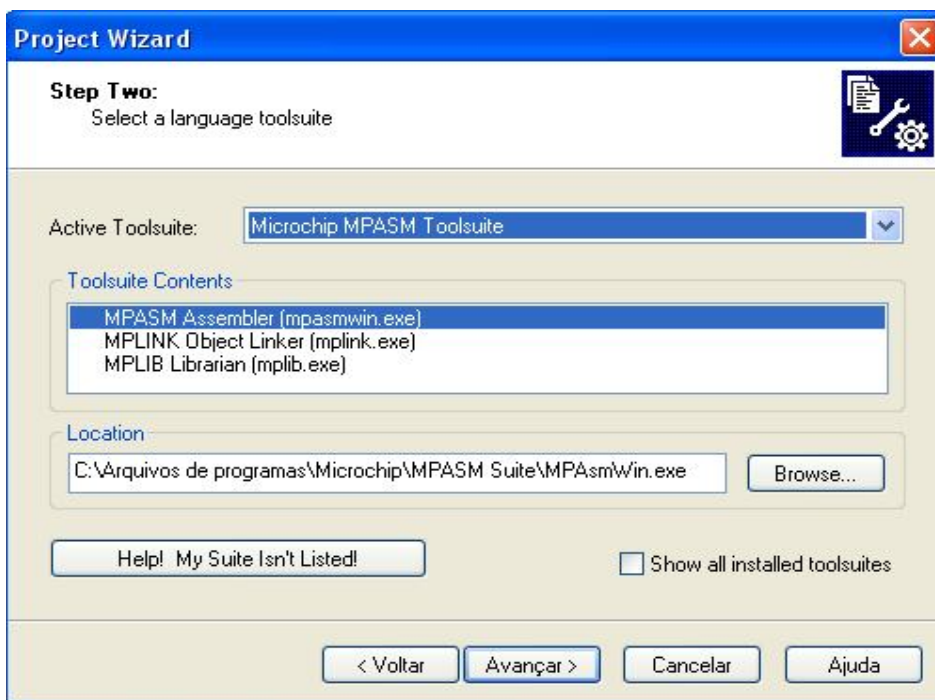 Project Wizard
Step Two:
Select a language toolsuite
Active Toolsuite: Microchip MPASM Toolsuite
Toolsuite Contents
MPASM Assembler (mpasmwin.exe)
MPLINK Object Linker (mplink.exe)
MPLIB Librarian (mplib.exe)
Location
C:\Arquivos de programas\Microchip\MPASM Suite\MPAsmWin.exe Browse...
Help! My Suite Isn't Listed! Show all installed toolsuites
< Voltar Avançar > Cancelar Ajuda